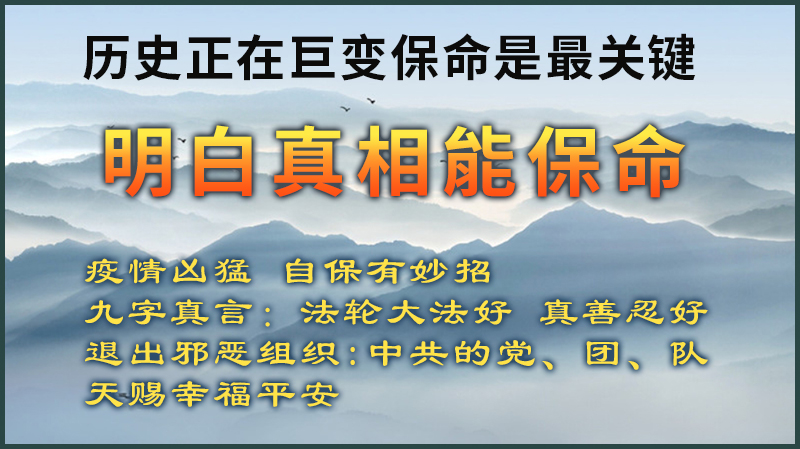 历史正在巨变保命是最关键
明白真相能保命
疫情凶猛 自保有妙招
九字真言：法轮大法好 真善忍好
退出邪恶组织：中共的党、团、队
天赐幸福平安